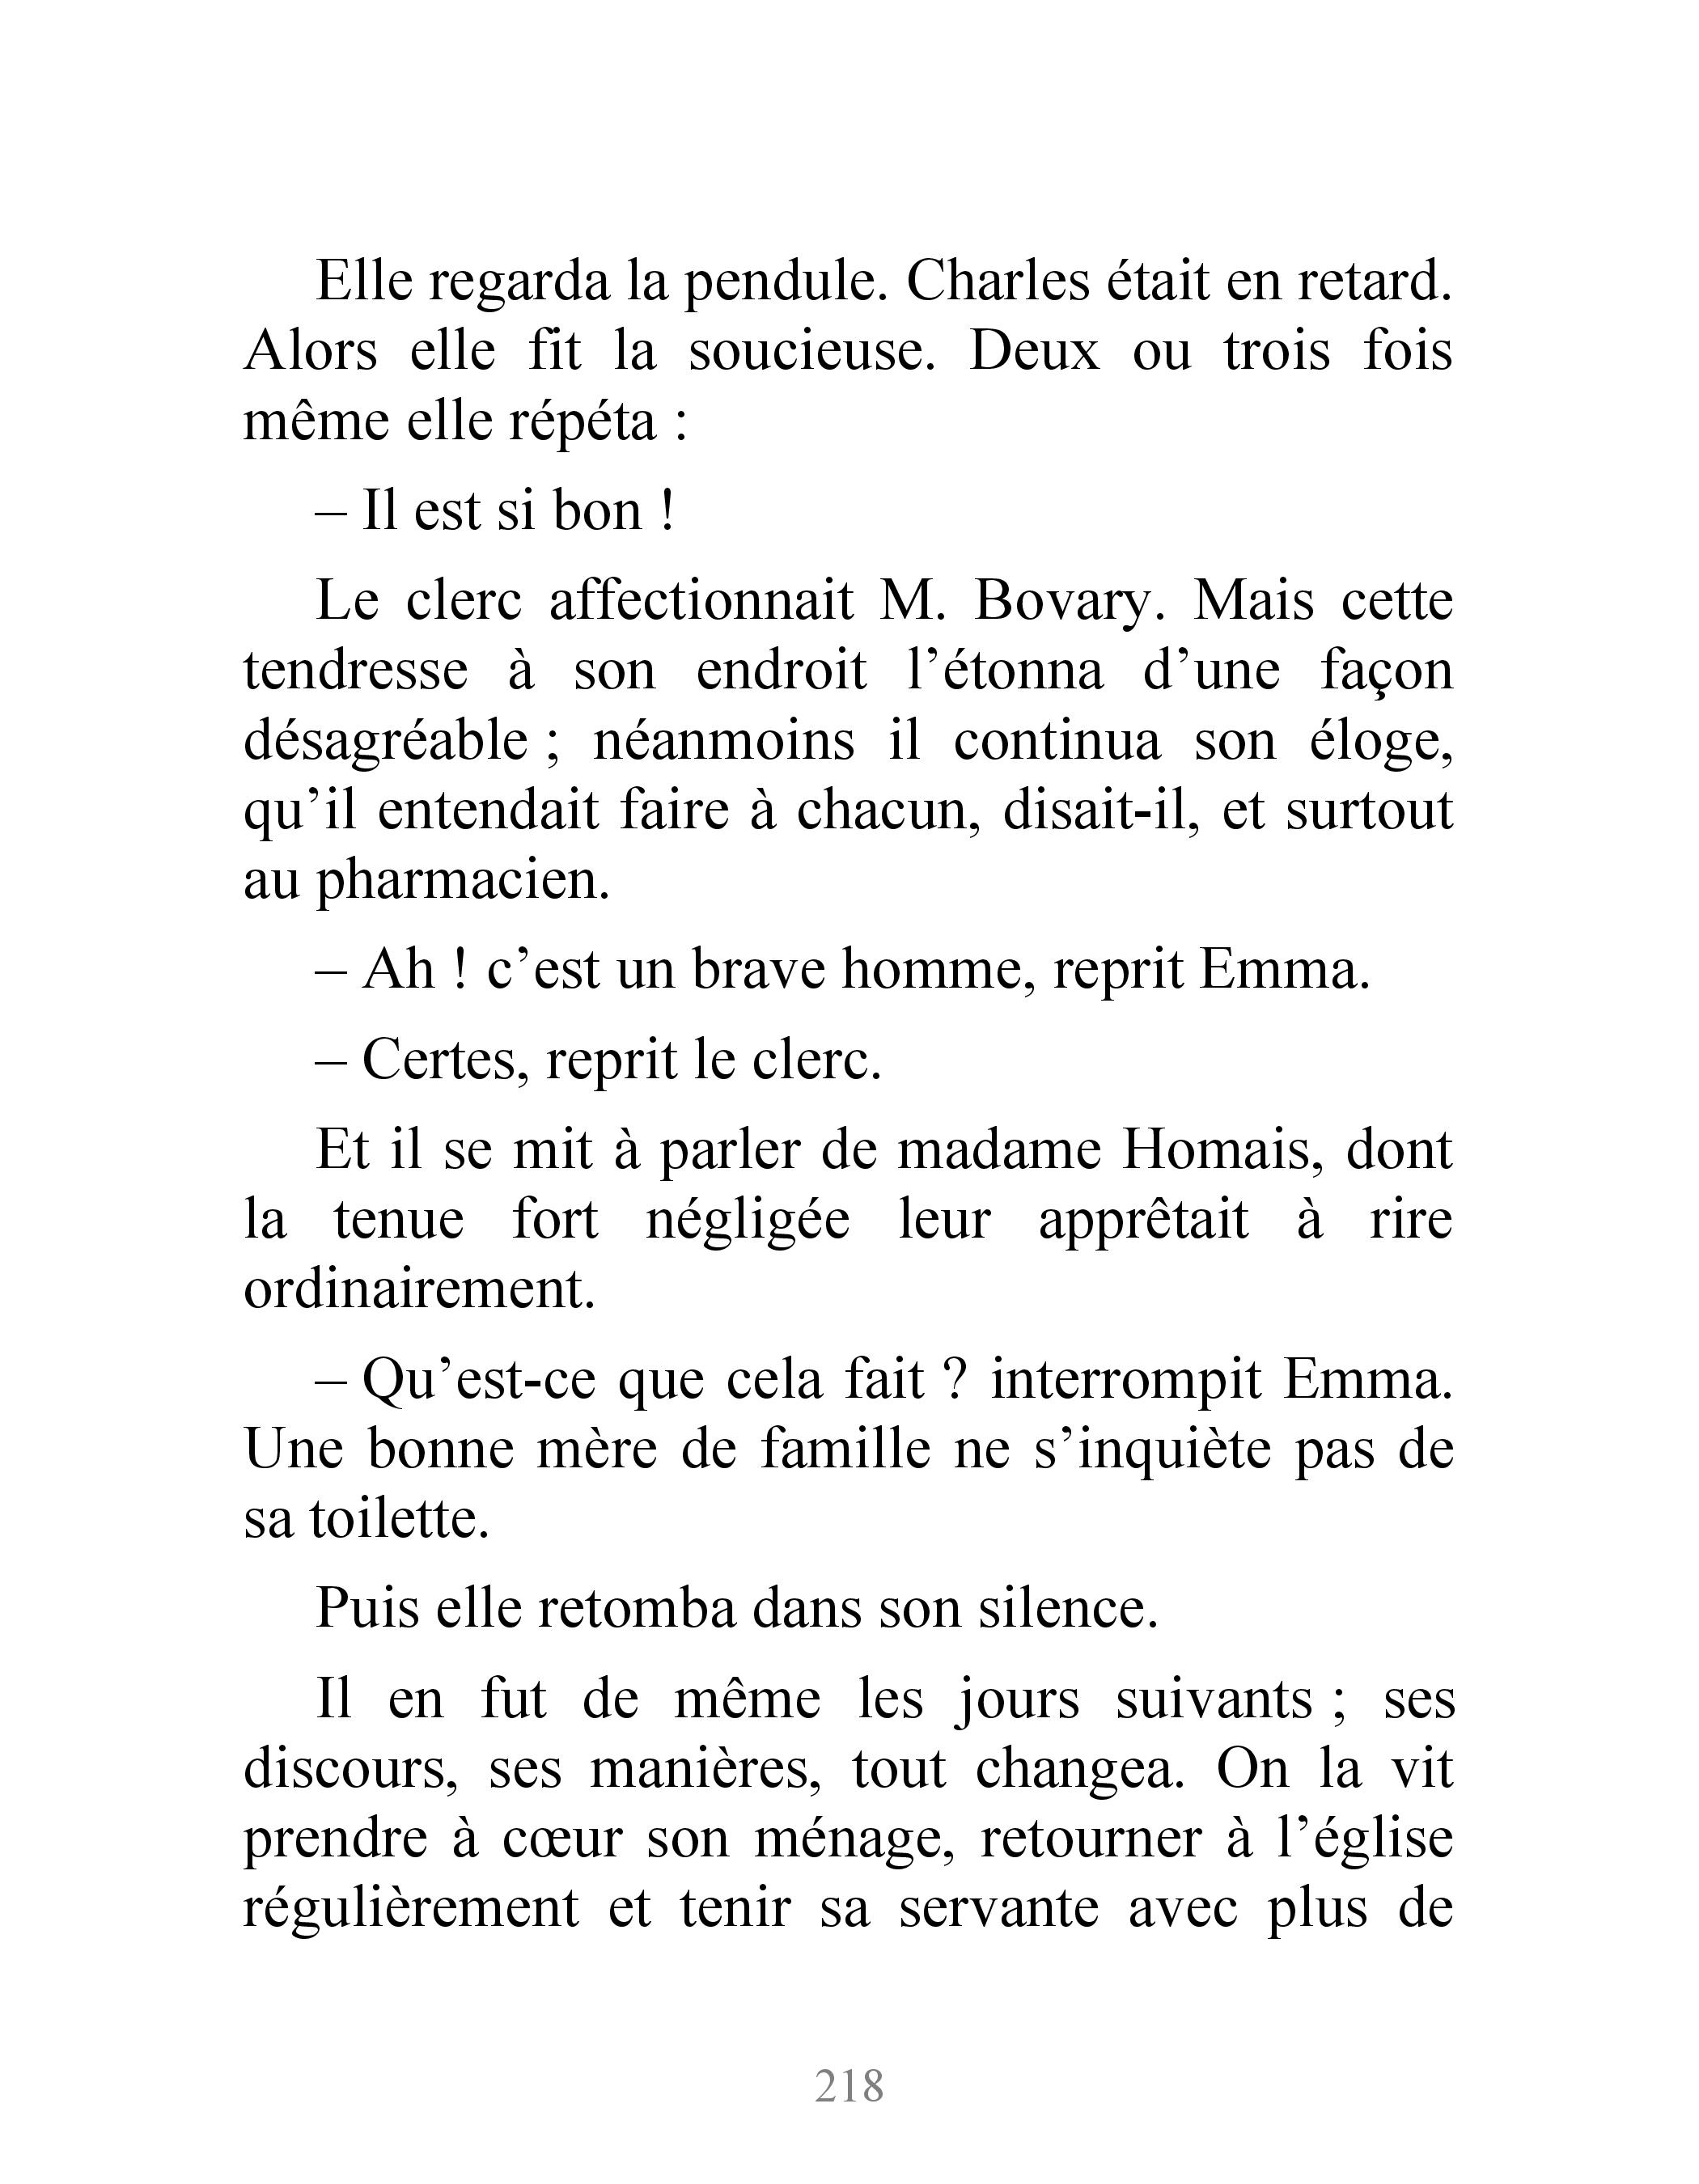 Elle regarda la pendule. Charles était en retard.
Alors elle fit la soucieuse. Deux ou trois fois
même elle répéta :
– Il est si bon !
Le clerc affectionnait M. Bovary. Mais cette
tendresse à son endroit l’étonna d’une façon
désagréable ; néanmoins il continua son éloge,
qu’il entendait faire à chacun, disait-il, et surtout
au pharmacien.
– Ah ! c’est un brave homme, reprit Emma.
– Certes, reprit le clerc.
Et il se mit à parler de madame Homais, dont
la tenue fort négligée leur apprêtait à rire
ordinairement.
– Qu’est-ce que cela fait ? interrompit Emma.
Une bonne mère de famille ne s’inquiète pas de
sa toilette.
Puis elle retomba dans son silence.
Il en fut de même les jours suivants ; ses
discours, ses manières, tout changea. On la vit
prendre à cœur son ménage, retourner à l’église
régulièrement et tenir sa servante avec plus de
218